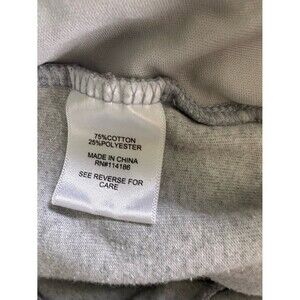 75%COTTON
25%POLYESTER
MADE IN CHINA
RN#114186
SEE REVERSE FOR
CARE